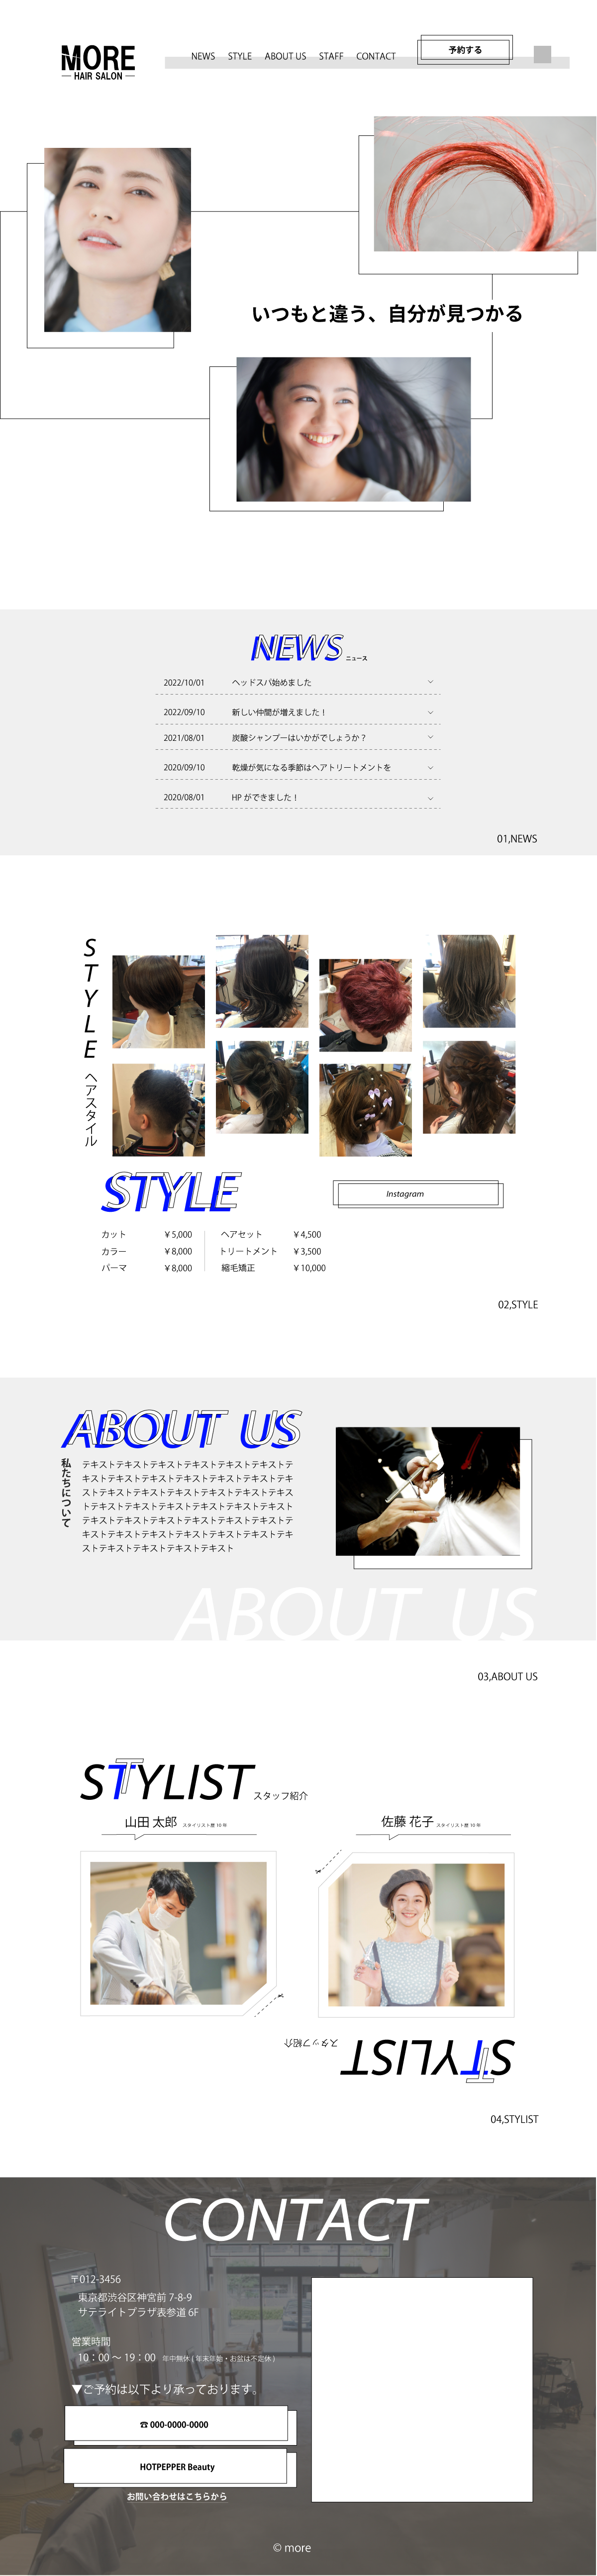 MORE
HAIR SALON
NEWS STYLE ABOUT US STAFF CONTACT
予約する
いつもと違う、自分が見つかる
NEWS ニュース
2022/10/01 ヘッドスパ始めました
2022/09/10 新しい仲間が増えました！
2021/08/01 炭酸シャンプーはいかがでしょうか？
2020/09/10 乾燥が気になる季節はヘアトリートメントを
2020/08/01 HP ができました！
01,NEWS
STYLE ヘアスタイル
STYLE
Instagram
カット ￥5,000 ヘアセット ￥4,500
カラー ￥8,000 トリートメント ￥3,500
パーマ ￥8,000 縮毛矯正 ￥10,000
02,STYLE
ABOUT US
私たちについて
テキストテキストテキストテキストテキストテキストテ
キストテキストテキストテキストテキストテキストテキ
ストテキストテキストテキストテキストテキストテキス
トテキストテキストテキストテキストテキストテキスト
テキストテキストテキストテキストテキストテキストテ
キストテキストテキストテキストテキストテキストテキ
ストテキストテキストテキストテキスト
ABOUT US
03,ABOUT US
STYLIST スタッフ紹介
山田 太郎 スタイリスト歴 10 年
佐藤 花子 スタイリスト歴 10 年
STYLIST スタッフ紹介
04,STYLIST
CONTACT
〒012-3456
東京都渋谷区神宮前 7-8-9
サテライトプラザ表参道 6F
営業時間
10：00 〜 19：00 年中無休 ( 年末年始・お盆は不定休 )
▼ご予約は以下より承っております。
☎ 000-0000-0000
HOTPEPPER Beauty
お問い合わせはこちらから
© more